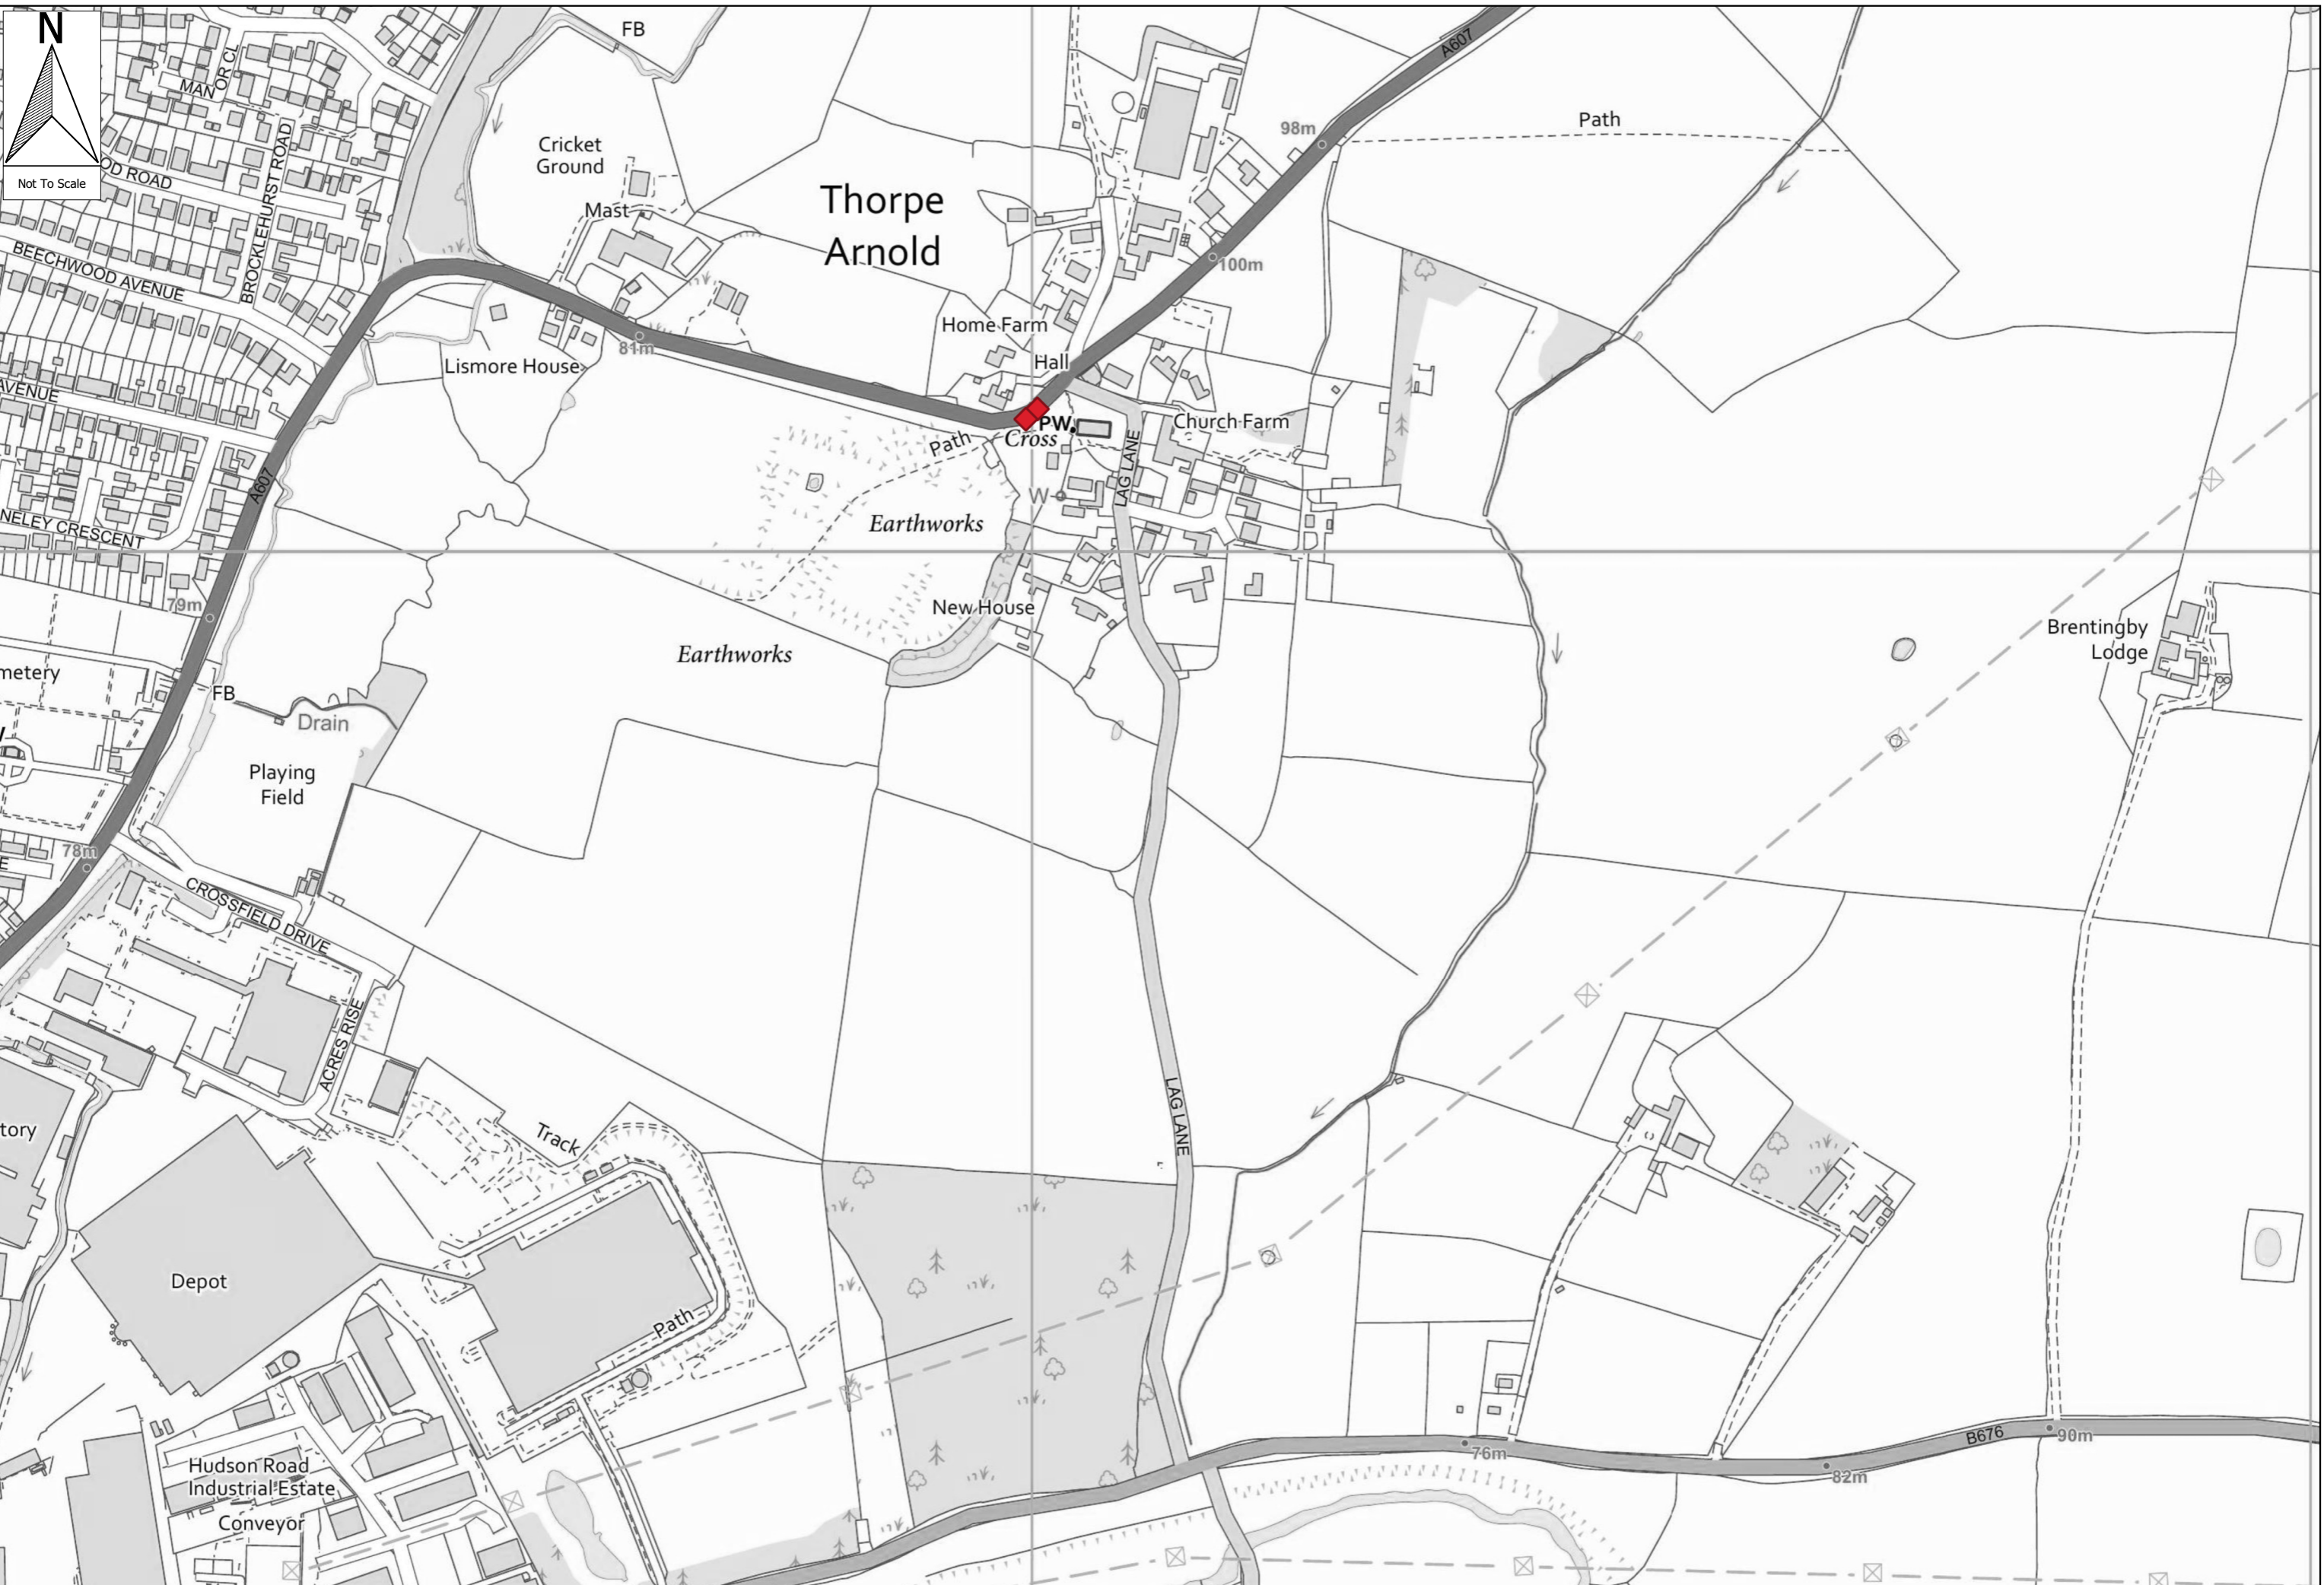 N
Not To Scale
MANOR CL
OD ROAD
BROCKLEHURST ROAD
BEECHWOOD AVENUE
AVENUE
NELEY CRESCENT
FB
Cricket
Ground
Mast
Thorpe
Arnold
A607
98m
Path
100m
Home Farm
Hall
81m
Lismore House
PW
Cross
Path
Church Farm
LAG LANE
W
Earthworks
A607
79m
New House
Earthworks
Brentingby
Lodge
metery
FB
Drain
Playing
Field
78m
E
CROSSFIELD DRIVE
ACRES RISE
LAG LANE
tory
Track
Depot
Path
Hudson Road
Industrial Estate
Conveyor
76m
82m
B676
90m